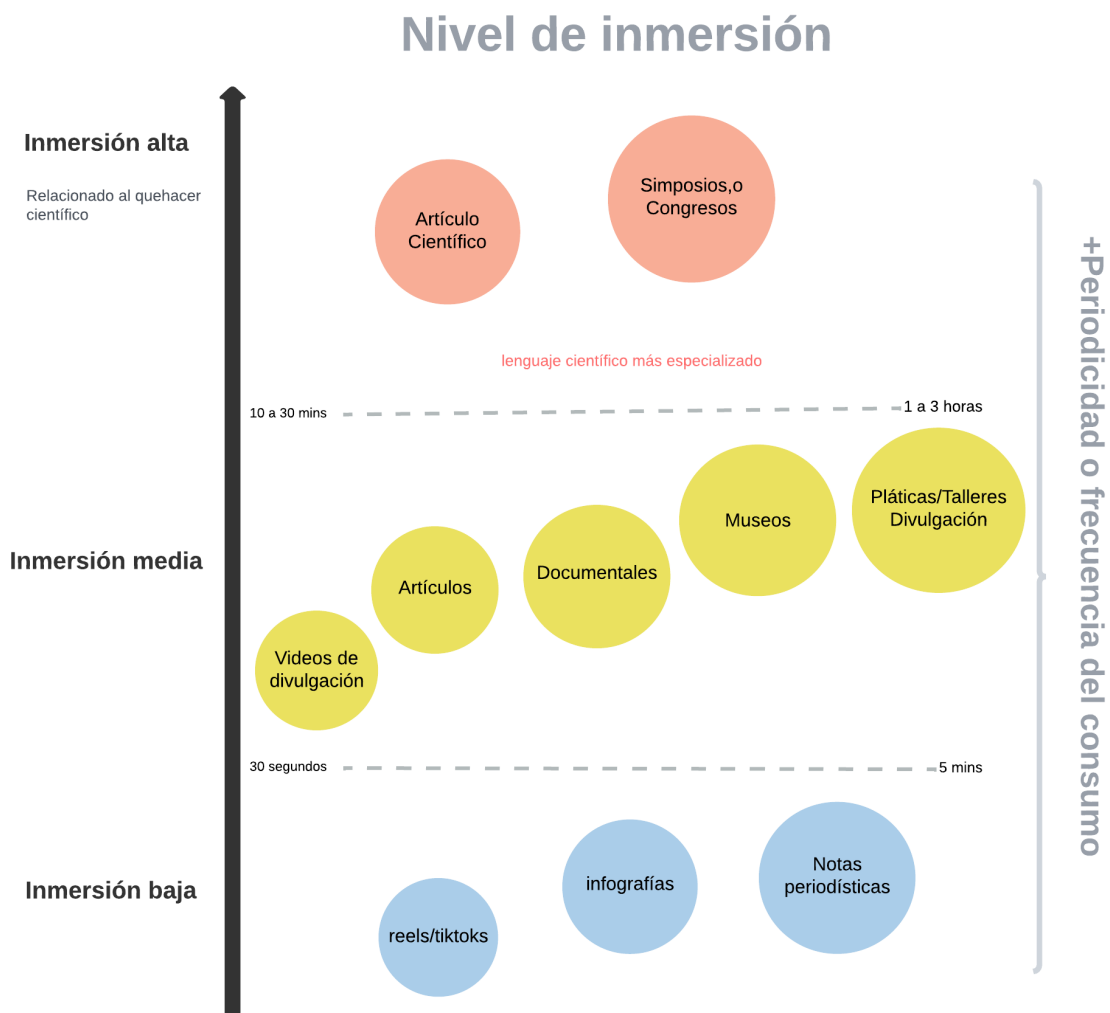 Nivel de inmersión
Inmersión alta
Relacionado al quehacer
científico
Artículo
Científico
Simposios,o
Congresos
lenguaje científico más especializado
10 a 30 mins
1 a 3 horas
Inmersión media
Videos de
divulgación
Artículos
Documentales
Museos
Pláticas/Talleres
Divulgación
30 segundos
5 mins
Inmersión baja
reels/tiktoks
infografías
Notas
periodísticas
+Periodicidad o frecuencia del consumo